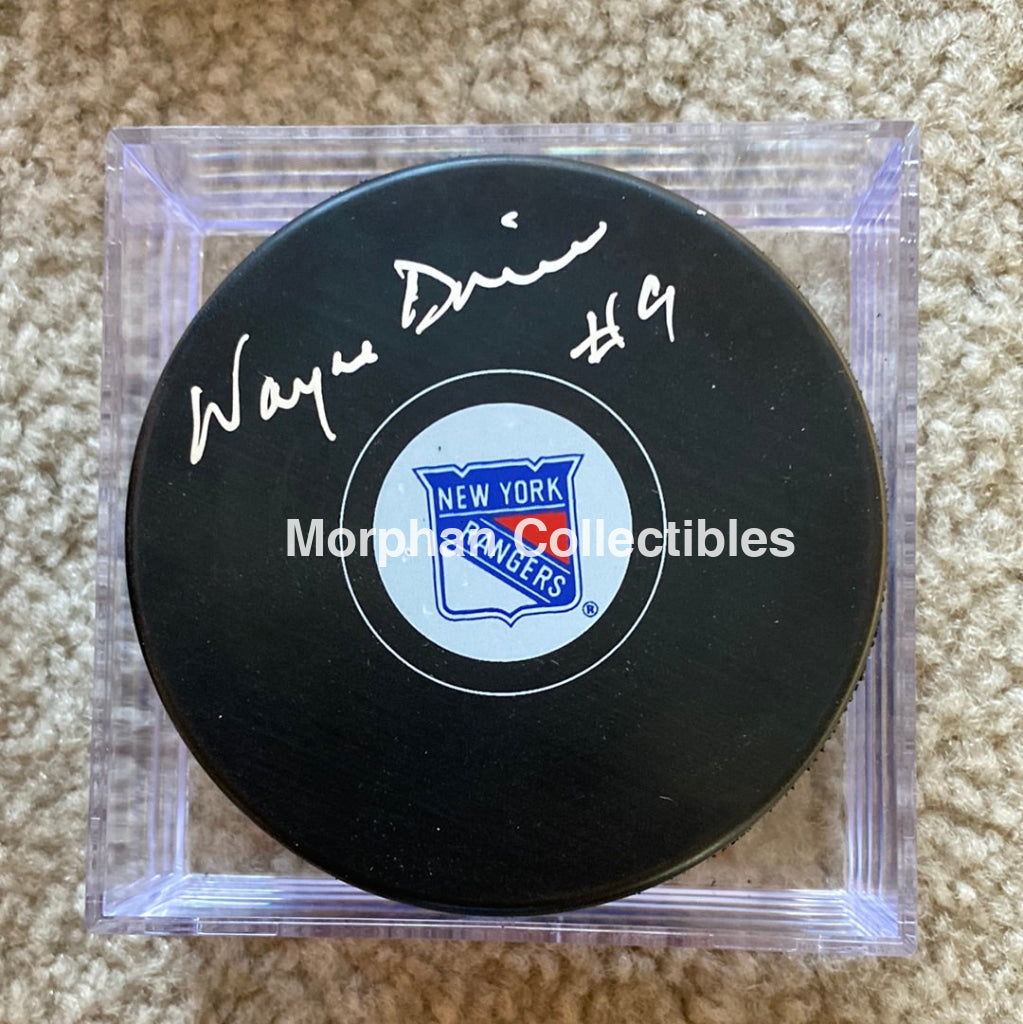 Wayne
#9
NEW YORK
RANGERS
®
Morphan Collectibles